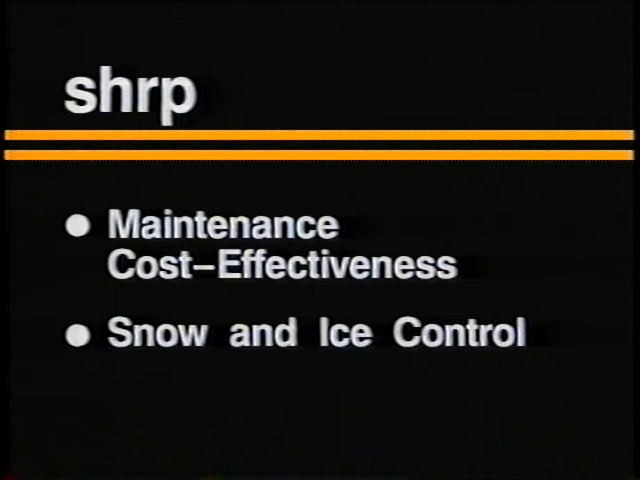 shrp
● Maintenance
Cost–Effectiveness
● Snow and Ice Control